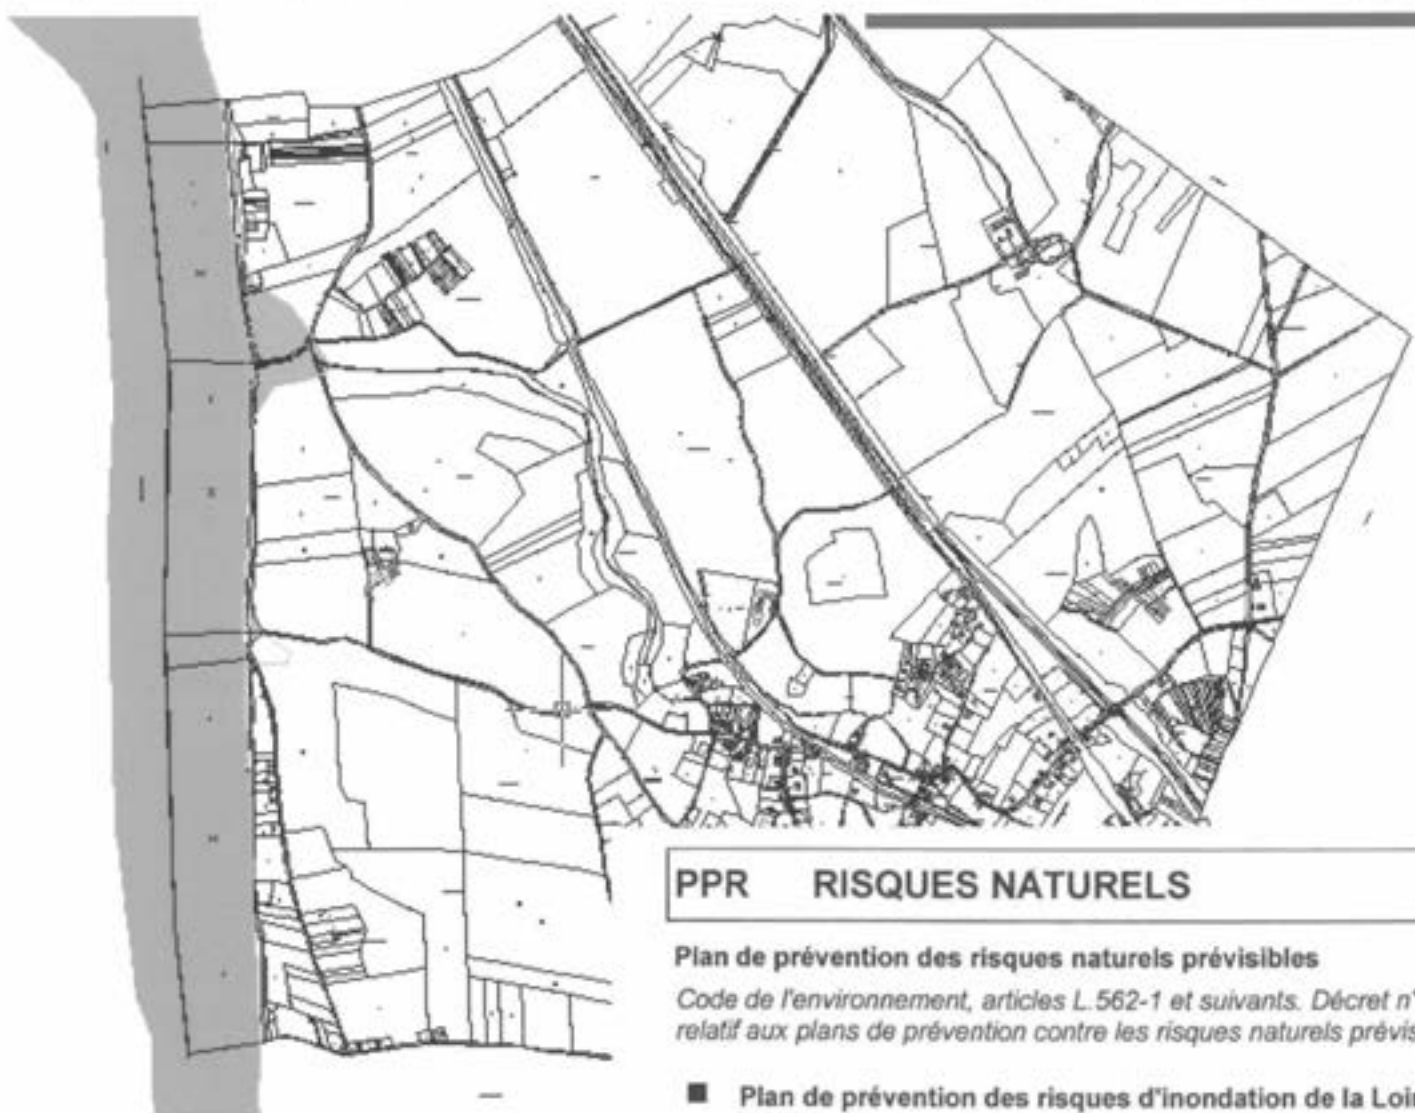 PPR RISQUES NATURELS
Plan de prévention des risques naturels prévisibles
Code de l'environnement, articles L.562-1 et suivants. Décret n°
relatif aux plans de prévention contre les risques naturels prévis
■ Plan de prévention des risques d'inondation de la Loir